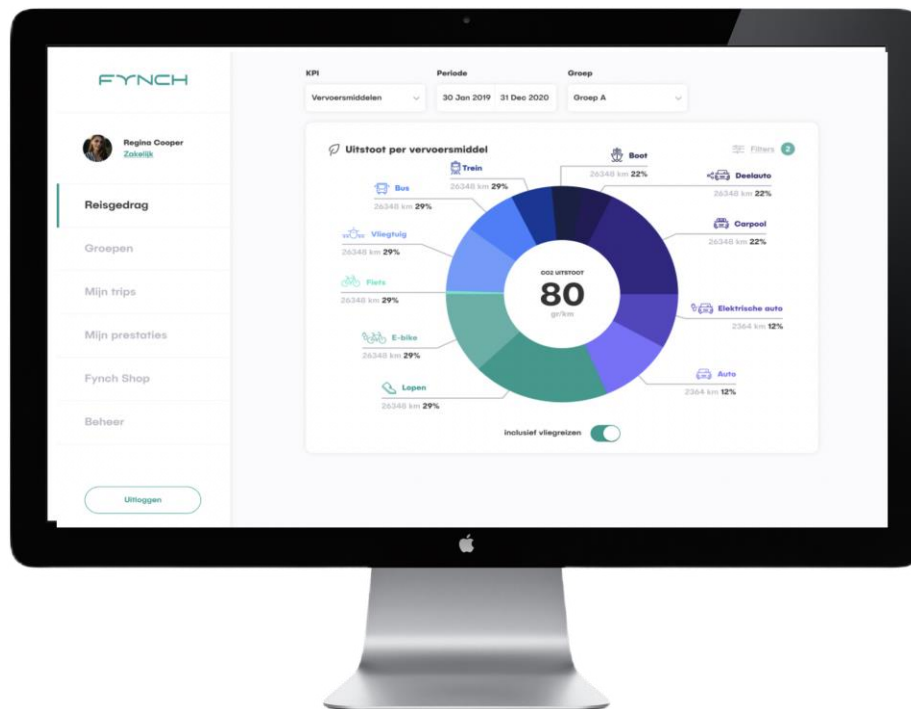 FYNCH
Regina Cooper
Zakelijk
Reisgedrag
Groepen
Mijn trips
Mijn prestaties
Fynch Shop
Beheer
Uitloggen
KPI
Periode
Groep
Vervoersmiddelen
30 Jan 2019 31 Dec 2020
Groep A
Uitstoot per vervoersmiddel
Filters 2
Trein
26348 km 29%
Boot
26348 km 22%
Deelauto
26348 km 22%
Bus
26348 km 29%
Carpool
26348 km 22%
Vliegtuig
26348 km 29%
Fiets
26348 km 29%
Elektrische auto
2364 km 12%
E-bike
26348 km 29%
Auto
2364 km 12%
Lopen
26348 km 29%
CO2 UITSTOOT
80
gr/km
inclusief vliegreizen